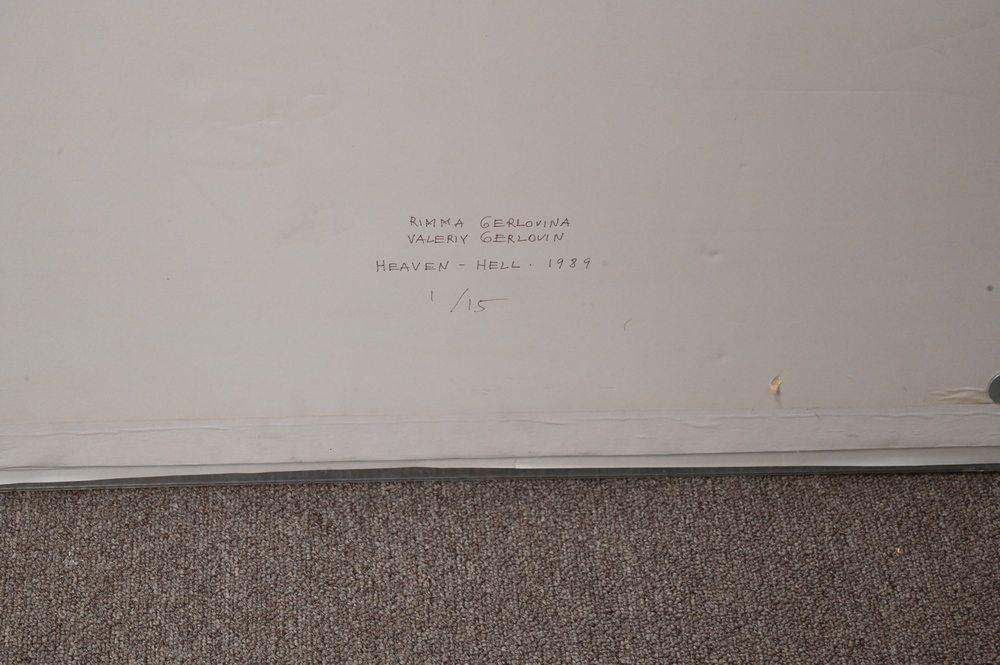 RIMMA GERLOVINA
VALERIY GERLOVIN
HEAVEN - HELL. 1989
1/15